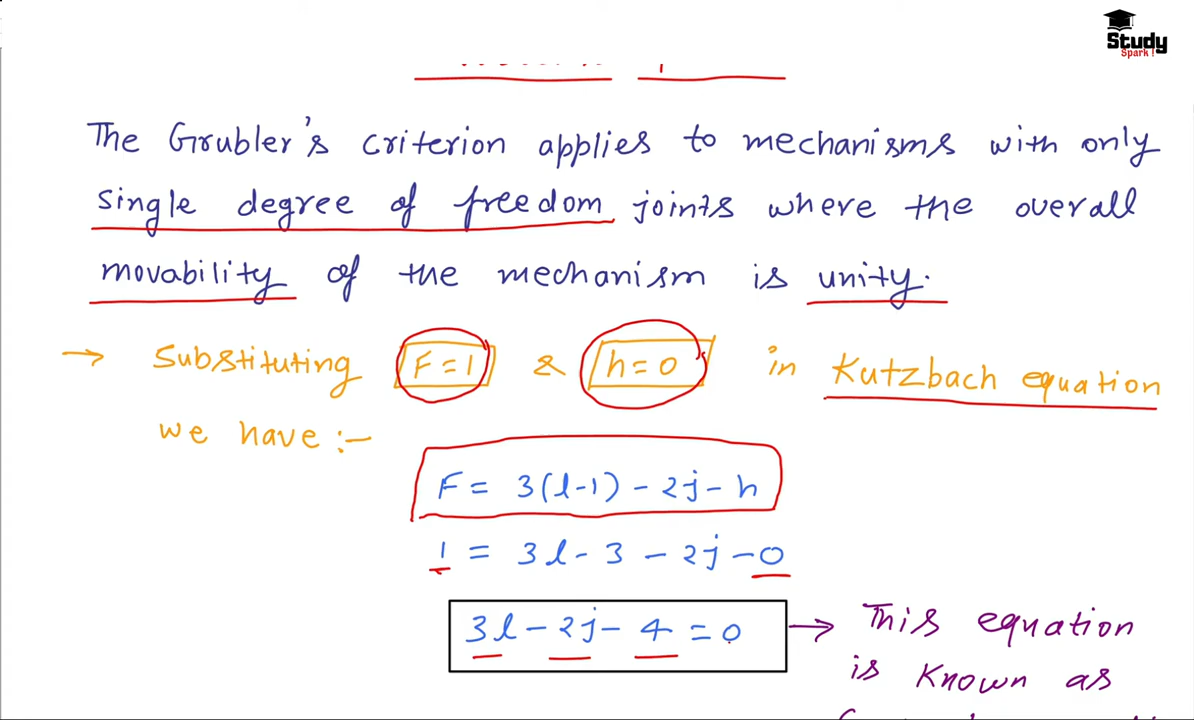 Study
Spark !
The Grubler's criterion applies to mechanisms with only
single degree of freedom joints where the overall
movability of the mechanism is unity.
→ Substituting F = 1 & h = 0 in Kutzbach equation
we have :-
F = 3(l-1) - 2j - h
1 = 3l - 3 - 2j - 0
3l - 2j - 4 = 0 → This equation
is known as